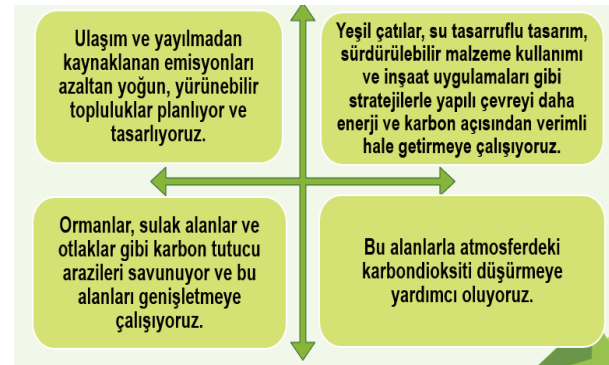 Ulaşım ve yayılmadan
kaynaklanan emisyonları
azaltan yoğun, yürünebilir
topluluklar planlıyor ve
tasarlıyoruz.
Yeşil çatılar, su tasarruflu tasarım,
sürdürülebilir malzeme kullanımı
ve inşaat uygulamaları gibi
stratejilerle yapılı çevreyi daha
enerji ve karbon açısından verimli
hale getirmeye çalışıyoruz.
Ormanlar, sulak alanlar ve
otlaklar gibi karbon tutucu
arazileri savunuyor ve bu
alanları genişletmeye
çalışıyoruz.
Bu alanlarla atmosferdeki
karbondioksiti düşürmeye
yardımcı oluyoruz.